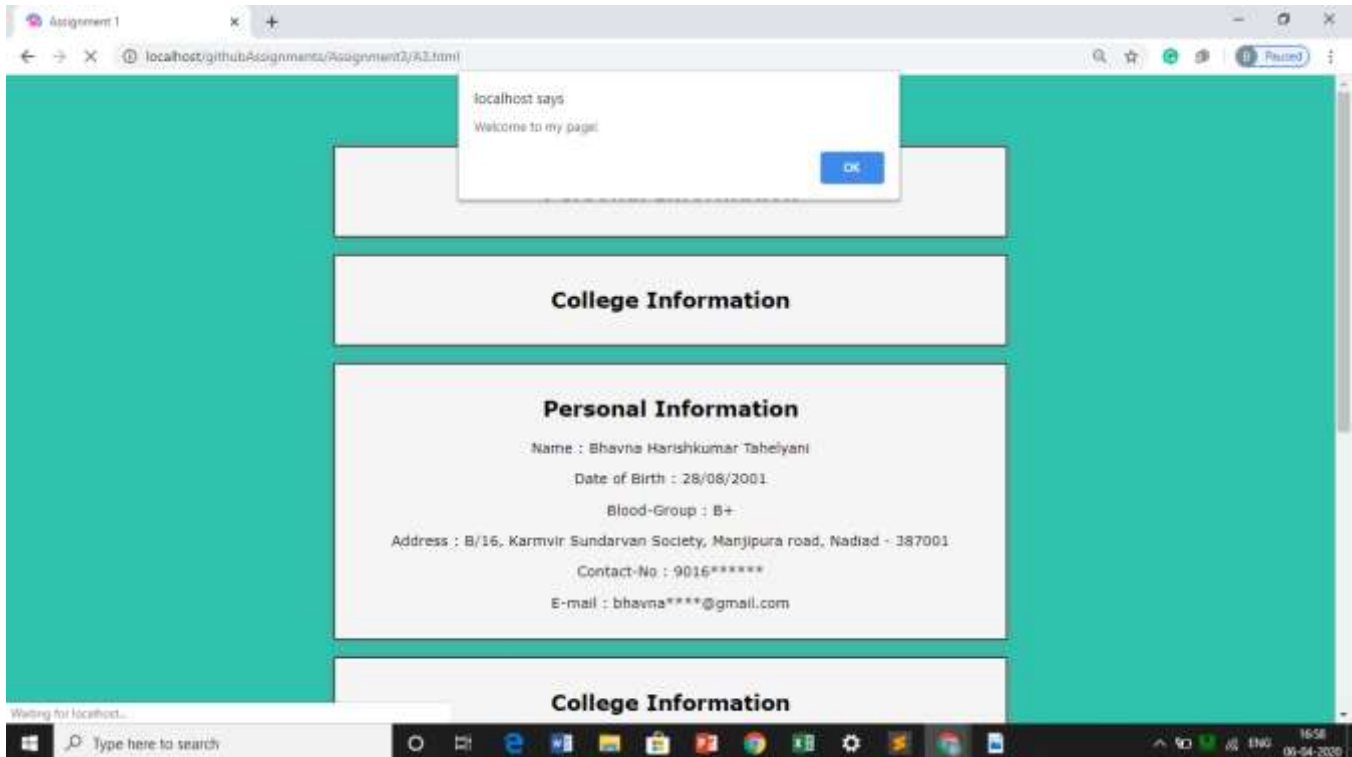 Assignment 1
localhost/githubAssignments/Assignment3/A3.html
Paused
localhost says
Welcome to my page!
OK
College Information
Personal Information
Name : Bhavna Harishkumar Tahelyani
Date of Birth : 28/08/2001
Blood-Group : B+
Address : B/16, Karmvir Sundarvan Society, Manjipura road, Nadiad - 387001
Contact-No : 9016******
E-mail : bhavna****@gmail.com
College Information
Waiting for localhost...
Type here to search
ENG
16:58
06-04-2020